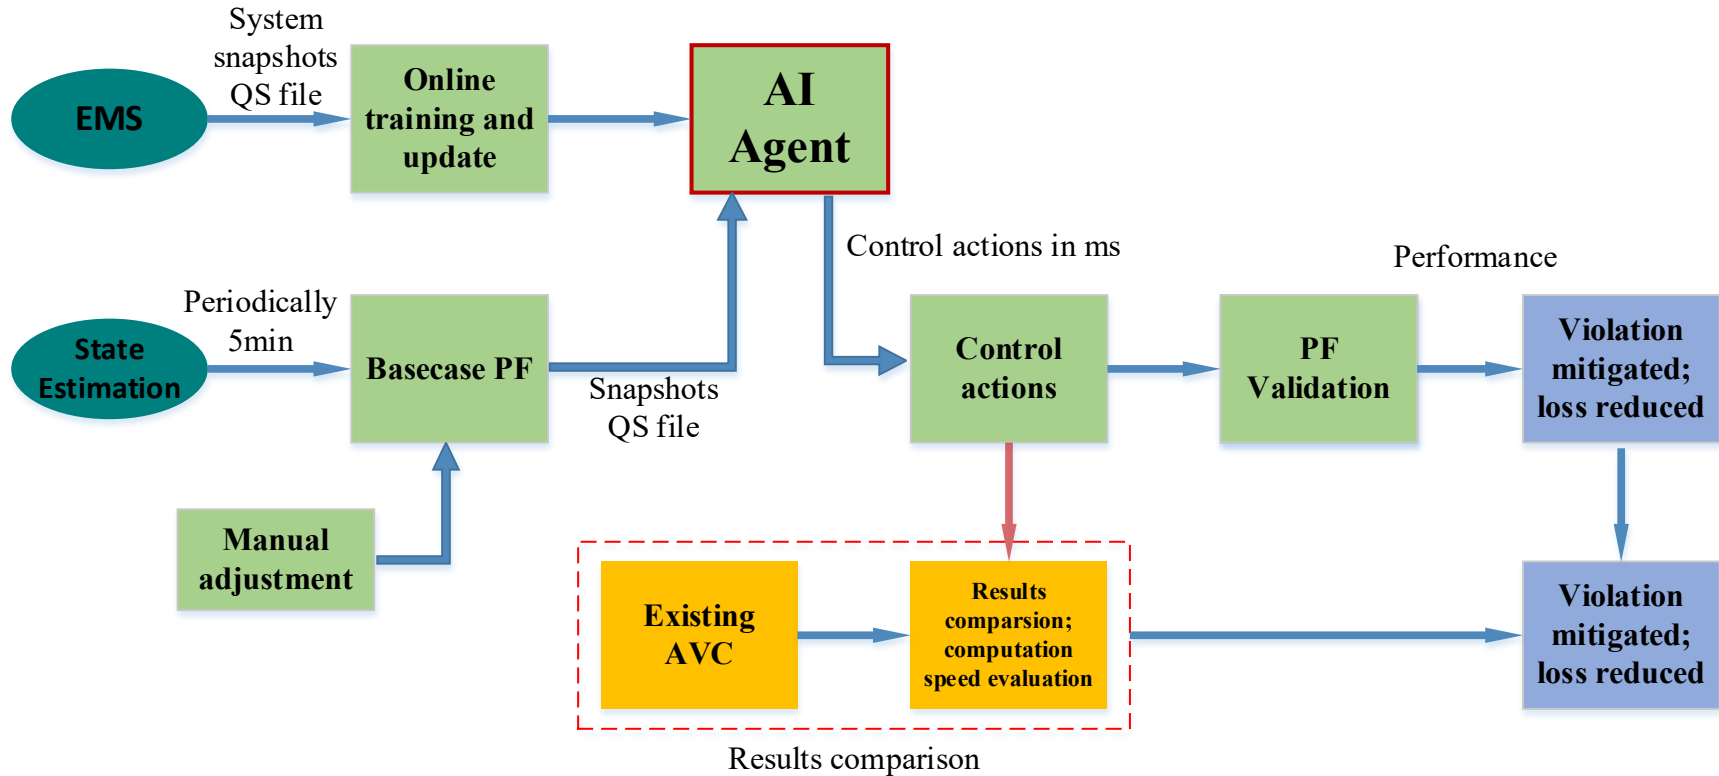 System
snapshots
QS file
EMS
Online
training and
update
AI
Agent
Control actions in ms
Performance
Periodically
5min
State
Estimation
Basecase PF
Snapshots
QS file
Control
actions
PF
Validation
Violation
mitigated;
loss reduced
Manual
adjustment
Existing
AVC
Results
comparsion;
computation
speed evaluation
Violation
mitigated;
loss reduced
Results comparison